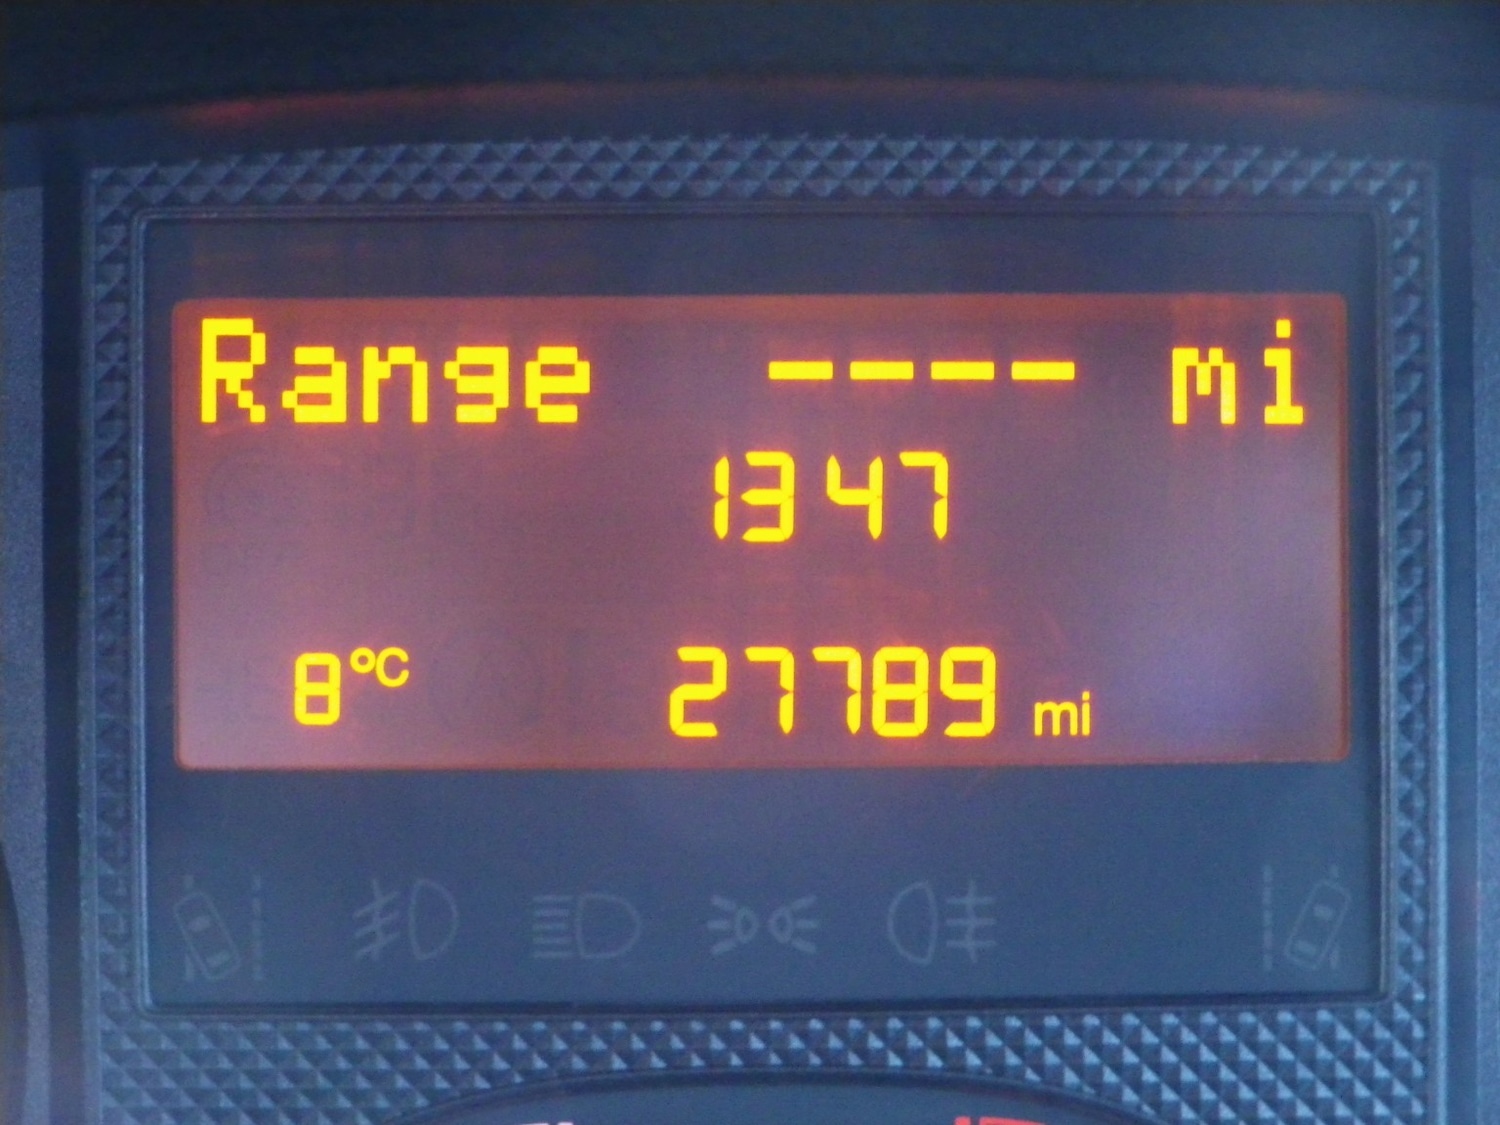 Range ---- mi
1347
8°C 27789 mi